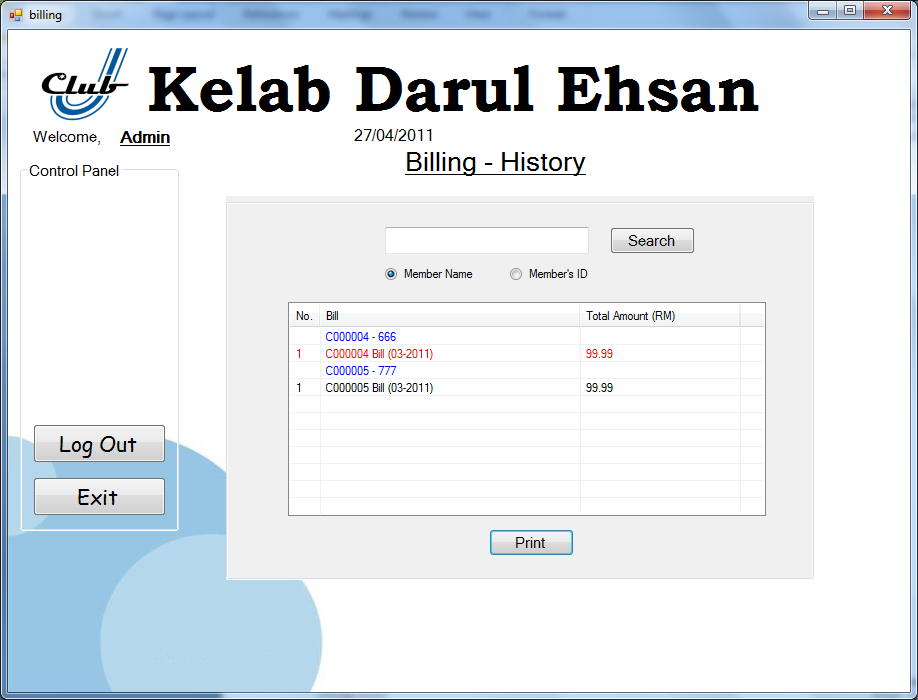 billing
Club Kelab Darul Ehsan
Welcome, Admin 27/04/2011
Billing - History
Control Panel
Search
Member Name Member's ID
No. Bill Total Amount (RM)
C000004 - 666
1 C000004 Bill (03-2011) 99.99
C000005 - 777
1 C000005 Bill (03-2011) 99.99
Log Out
Exit
Print